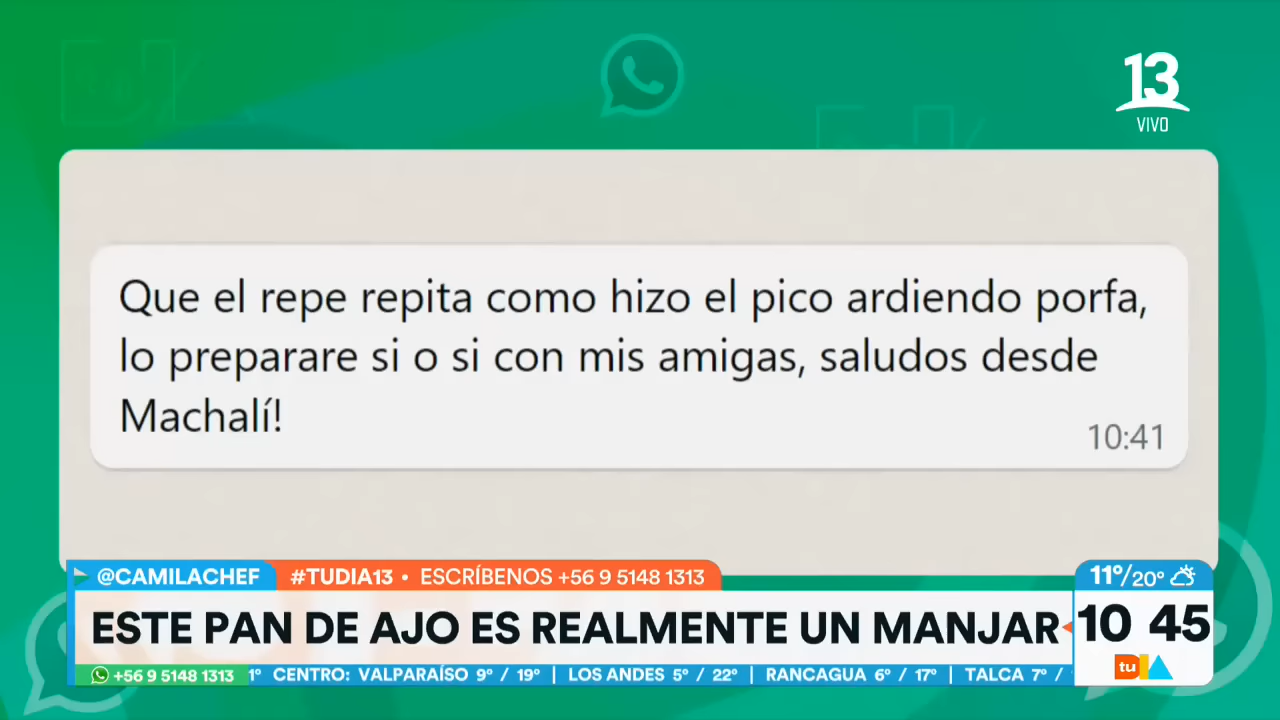 13
VIVO
Que el repe repita como hizo el pico ardiendo porfa,
lo preparare si o si con mis amigas, saludos desde
Machalí!
10:41
@CAMILACHEF #TUDIA13 • ESCRÍBENOS +56 9 5148 1313
11°/20°
ESTE PAN DE AJO ES REALMENTE UN MANJAR
10 45
+56 9 5148 1313 1° CENTRO: VALPARAÍSO 9° / 19° | LOS ANDES 5° / 22° | RANCAGUA 6° / 17° | TALCA 7° /
tu DIA